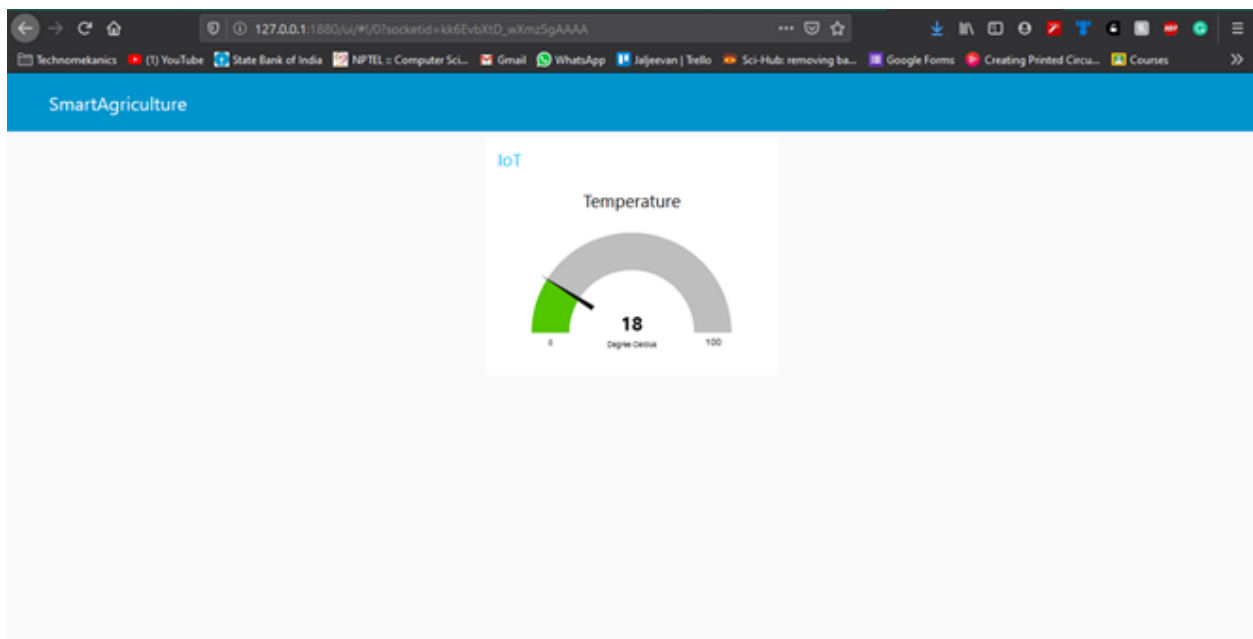 127.0.0.1:1880/ui/#!/0?socketid=kk6EvbXtD_wXmz5gAAAA
Technomekanics (1) YouTube State Bank of India NPTEL :: Computer Sci... Gmail WhatsApp Jaljeevan | Trello Sci-Hub: removing ba... Google Forms Creating Printed Circu... Courses
SmartAgriculture
IoT
Temperature
18
0 Degree Celcius 100